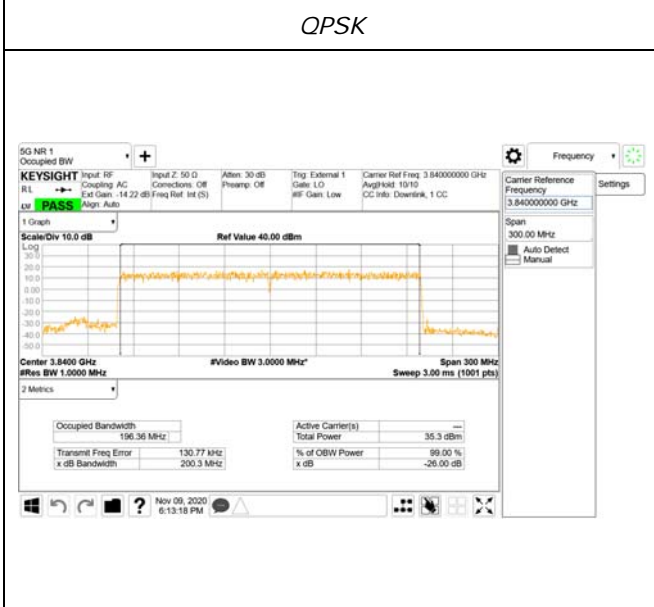 QPSK
5G NR 1
Occupied BW
Frequency
KEYSIGHT Input: RF Input Z: 50 Ω Atten: 30 dB Trig: External 1 Carrier Ref Freq: 3.840000000 GHz
RL Coupling: AC Corrections: Off Preamp: Off Gate: LO Avg|Hold: 10/10
Ext Gain: -14.22 dB Freq Ref: Int (S) #IF Gain: Low CC Info: Downlink, 1 CC
PASS Align: Auto
Carrier Reference
Frequency
3.840000000 GHz
Settings
Span
300.00 MHz
Auto Detect
Manual
1 Graph
Scale/Div 10.0 dB Ref Value 40.00 dBm
Log
30.0
20.0
10.0
0.00
-10.0
-20.0
-30.0
-40.0
-50.0
Center 3.8400 GHz #Video BW 3.0000 MHz* Span 300 MHz
#Res BW 1.0000 MHz Sweep 3.00 ms (1001 pts)
2 Metrics
Occupied Bandwidth
196.36 MHz
Transmit Freq Error 130.77 kHz
x dB Bandwidth 200.3 MHz
Active Carrier(s) —
Total Power 35.3 dBm
% of OBW Power 99.00 %
x dB -26.00 dB
? Nov 09, 2020
6:13:18 PM